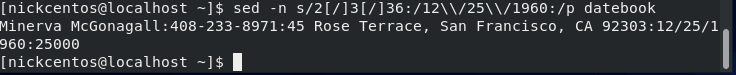 [nickcentos@localhost ~]$ sed -n s/2[/]3[/]36:/12\\/25\\/1960:/p datebook
Minerva McGonagall:408-233-8971:45 Rose Terrace, San Francisco, CA 92303:12/25/1
960:25000
[nickcentos@localhost ~]$